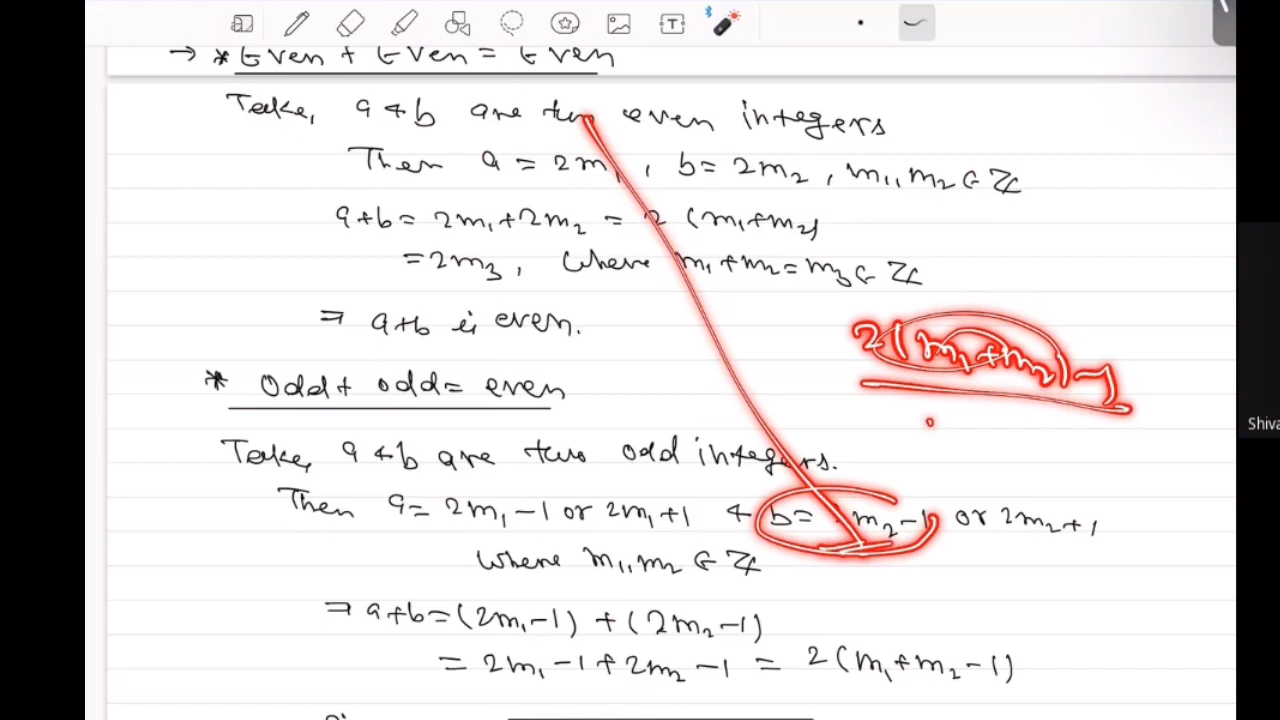 → * Even + Even = Even
Take, a & b are two even integers
Then a = 2m₁, b = 2m₂, m₁, m₂ ∈ ℤ
a+b = 2m₁+2m₂ = 2 (m₁+m₂)
= 2m₃, Where m₁+m₂ = m₃ ∈ ℤ
⇒ a+b is even.
2(m₁+m₂)-1
* Odd + odd = even
Take, a & b are two odd integers.
Then a = 2m₁-1 or 2m₁+1 & b = 2m₂-1 or 2m₂+1
Where m₁, m₂ ∈ ℤ
⇒ a+b = (2m₁-1) + (2m₂-1)
= 2m₁-1+2m₂-1 = 2(m₁+m₂-1)
Shiva